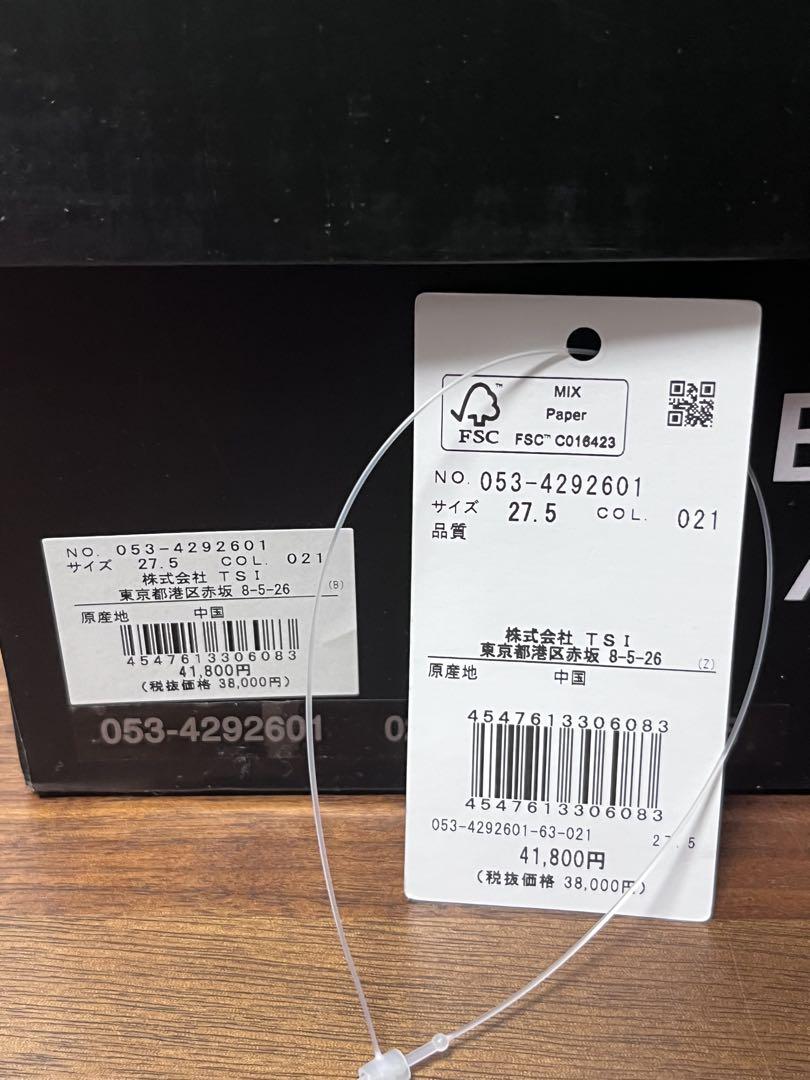 MIX
Paper
FSC™ C016423
FSC
NO. 053-4292601
サイズ 27.5 COL. 021
品質
株式会社 TSI
東京都港区赤坂 8-5-26 (Z)
原産地 中国
4547613306083
4547613306083
053-4292601-63-021 27.5
41,800円
(税抜価格 38,000円)
NO. 053-4292601
サイズ 27.5 COL. 021
株式会社 TSI
東京都港区赤坂 8-5-26 (B)
原産地 中国
4547613306083
41,800円
(税抜価格 38,000円)
053-4292601